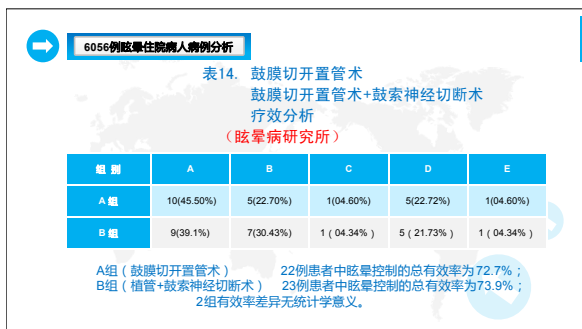 6056例眩晕住院病人病例分析
表14. 鼓膜切开置管术
鼓膜切开置管术+鼓索神经切断术
疗效分析
（眩晕病研究所）
组 别 A B C D E
A 组 10(45.50%) 5(22.70%) 1(04.60%) 5(22.72%) 1(04.60%)
B 组 9(39.1%) 7(30.43%) 1（04.34%） 5（21.73%） 1（04.34%）
A组（鼓膜切开置管术） 22例患者中眩晕控制的总有效率为72.7%；
B组（植管+鼓索神经切断术） 23例患者中眩晕控制的总有效率为73.9%；
2组有效率差异无统计学意义。